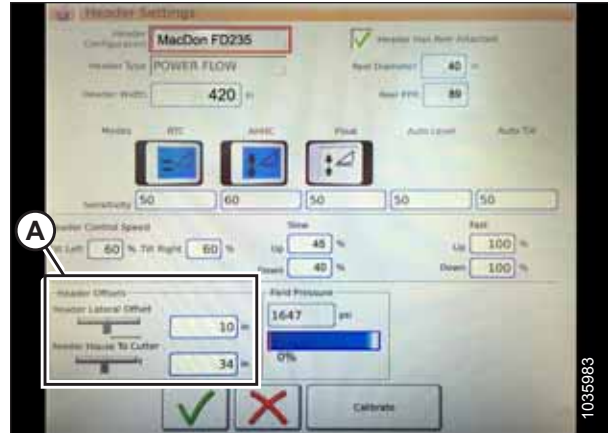 Header Settings
Header
Configuration
MacDon FD235
Header Has Reel Attached
Header Type
POWER FLOW
Reel Diameter
40
in
Header Width
420
in
Reel PPR
89
Modes
RTC
AHHC
Float
Auto Level
Auto Tilt
Sensitivity
50
60
50
50
50
A
Header Control Speed
Slow
Fast
Tilt Left
60
%
Tilt Right
60
%
Up
45
%
Up
100
%
Down
40
%
Down
100
%
Header Offsets
Field Pressure
Header Lateral Offset
10
in
1647
psi
Feeder House To Cutter
34
in
0%
Calibrate
1035983